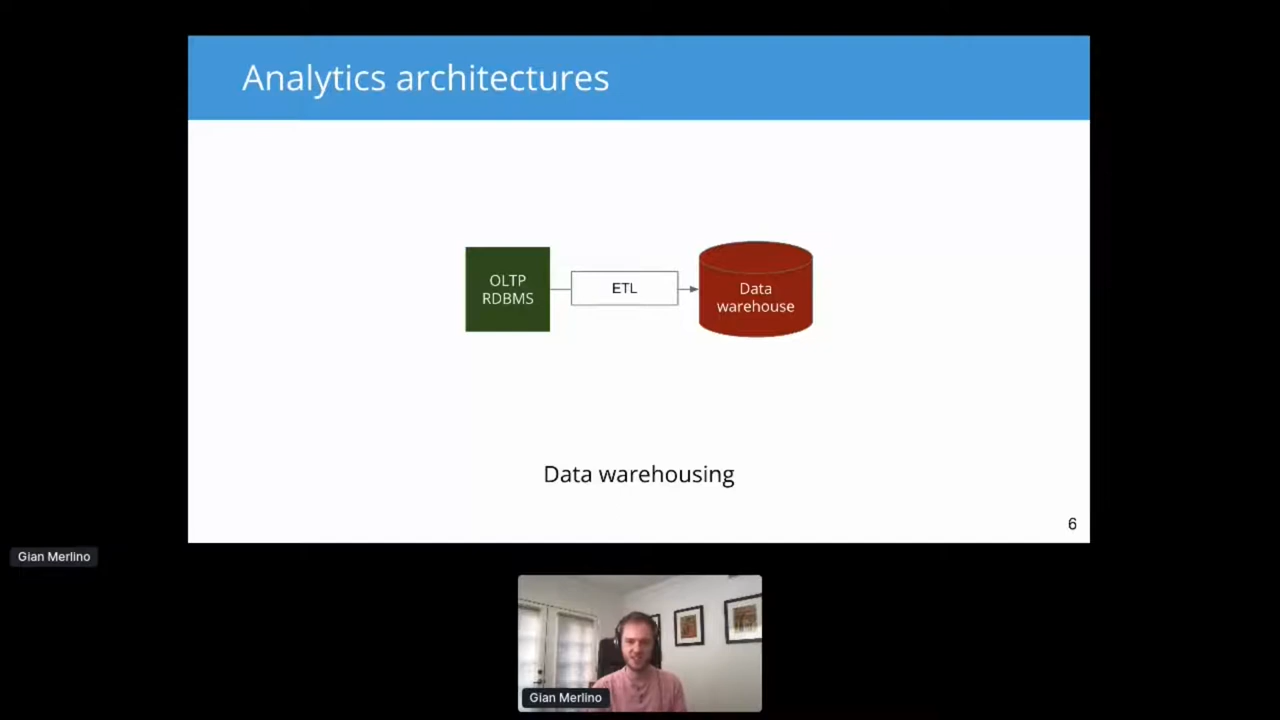 Analytics architectures
OLTP
RDBMS
ETL
Data
warehouse
Data warehousing
6
Gian Merlino
Gian Merlino